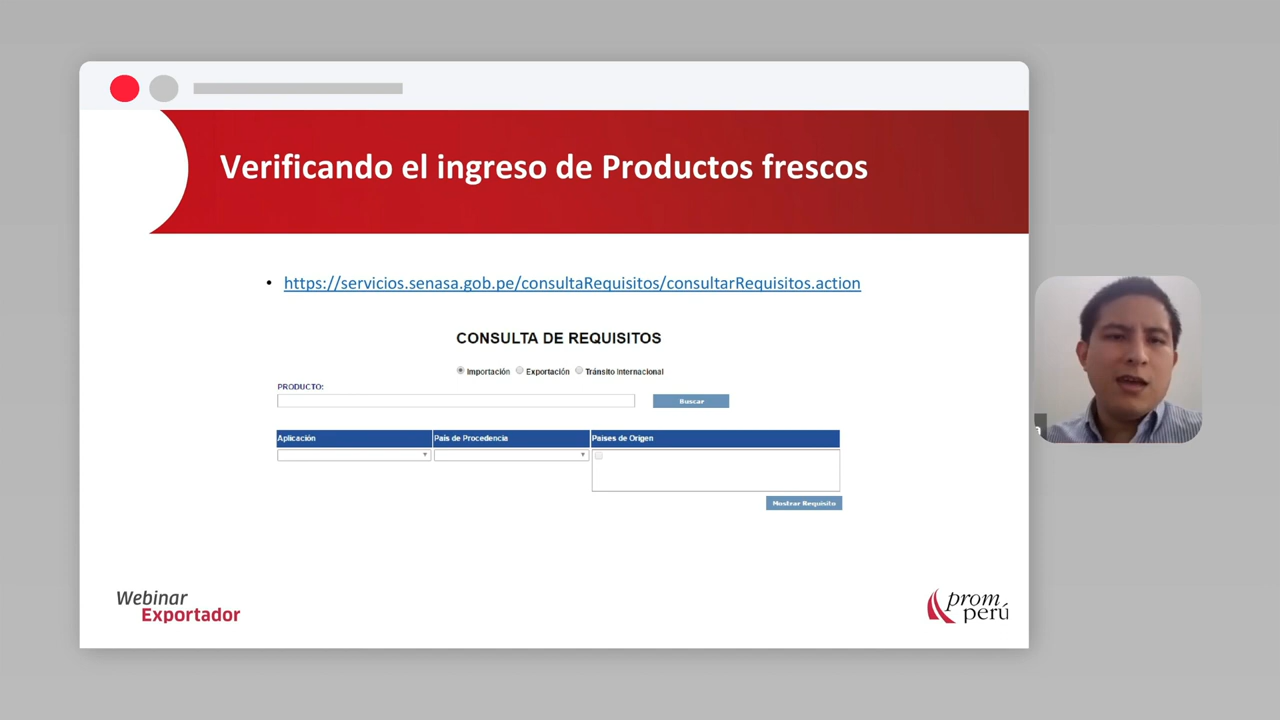 Verificando el ingreso de Productos frescos
• https://servicios.senasa.gob.pe/consultaRequisitos/consultarRequisitos.action
CONSULTA DE REQUISITOS
Importación Exportación Tránsito Internacional
PRODUCTO:
Buscar
Aplicación País de Procedencia Países de Origen
Mostrar Requisito
Webinar
Exportador
prom
perú